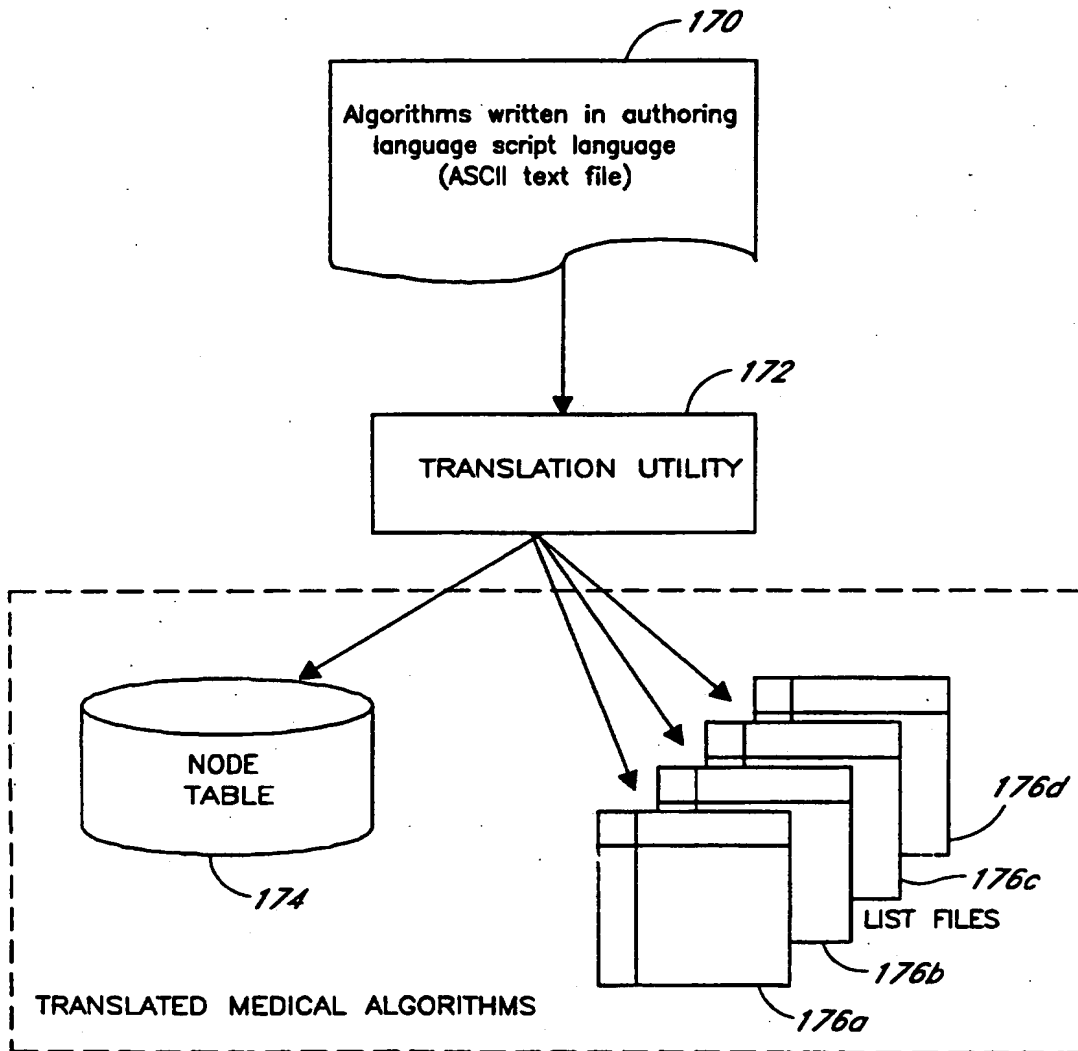 170
Algorithms written in authoring
language script language
(ASCII text file)
172
TRANSLATION UTILITY
NODE
TABLE
174
176d
176c
LIST FILES
176b
176a
TRANSLATED MEDICAL ALGORITHMS